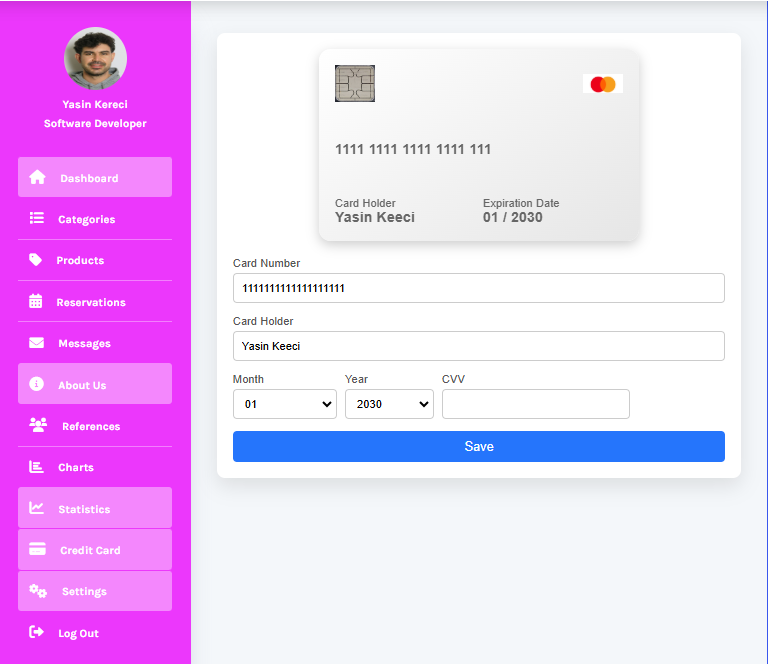 Yasin Kereci
Software Developer
Dashboard
Categories
Products
Reservations
Messages
About Us
References
Charts
Statistics
Credit Card
Settings
Log Out
1111 1111 1111 1111 111
Card Holder Expiration Date
Yasin Keeci 01 / 2030
Card Number
1111111111111111111
Card Holder
Yasin Keeci
Month Year CVV
01 2030
Save